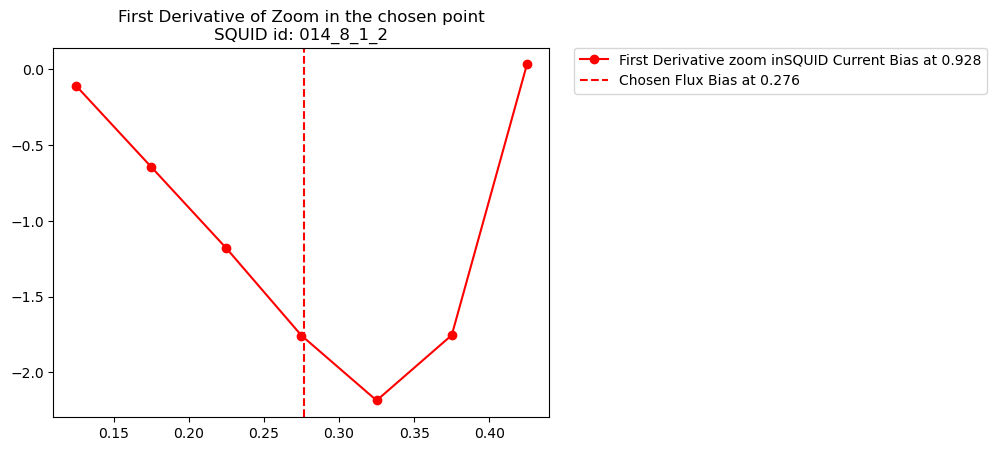 First Derivative of Zoom in the chosen point
SQUID id: 014_8_1_2
First Derivative zoom inSQUID Current Bias at 0.928
Chosen Flux Bias at 0.276
0.0
−0.5
−1.0
−1.5
−2.0
0.15 0.20 0.25 0.30 0.35 0.40